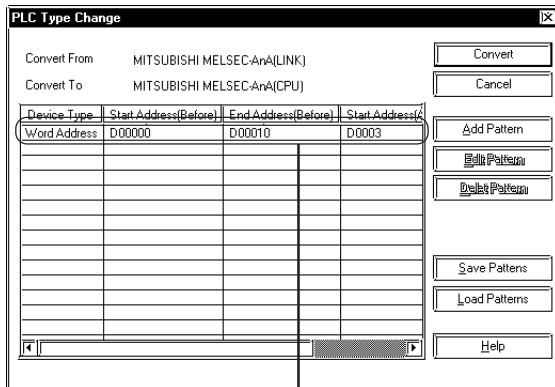 PLC Type Change
Convert From MITSUBISHI MELSEC-AnA(LINK)
Convert To MITSUBISHI MELSEC-AnA(CPU)
Convert
Cancel
Device Type Start Address(Before) End Address(Before) Start Address(A
Word Address D00000 D00010 D0003
Add Pattern
Edit Pattern
Delet Pattern
Save Pattens
Load Patterns
Help